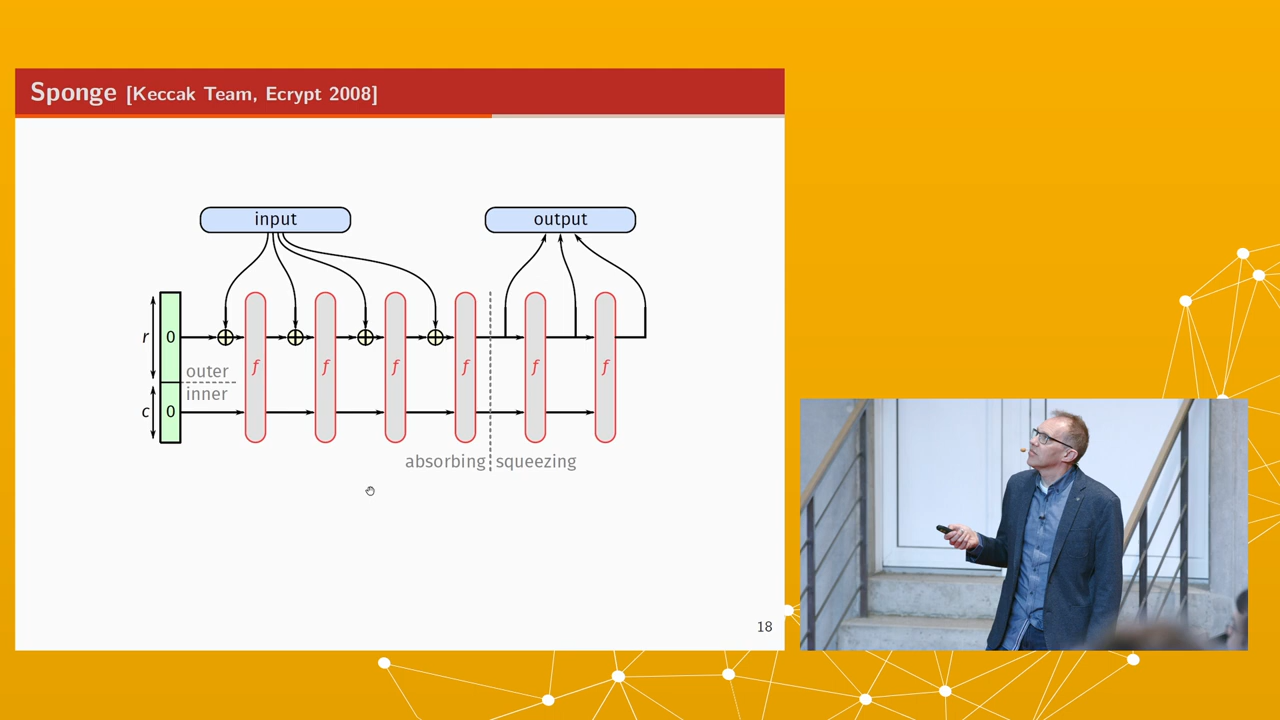 Sponge [Keccak Team, Ecrypt 2008]
input output
r 0
outer
f f f f f f
inner
c 0
absorbing squeezing
18